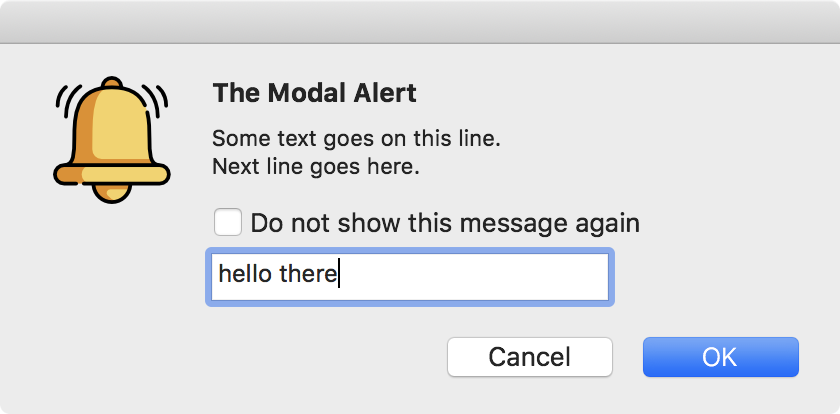 The Modal Alert
Some text goes on this line.
Next line goes here.
Do not show this message again
hello there
Cancel
OK